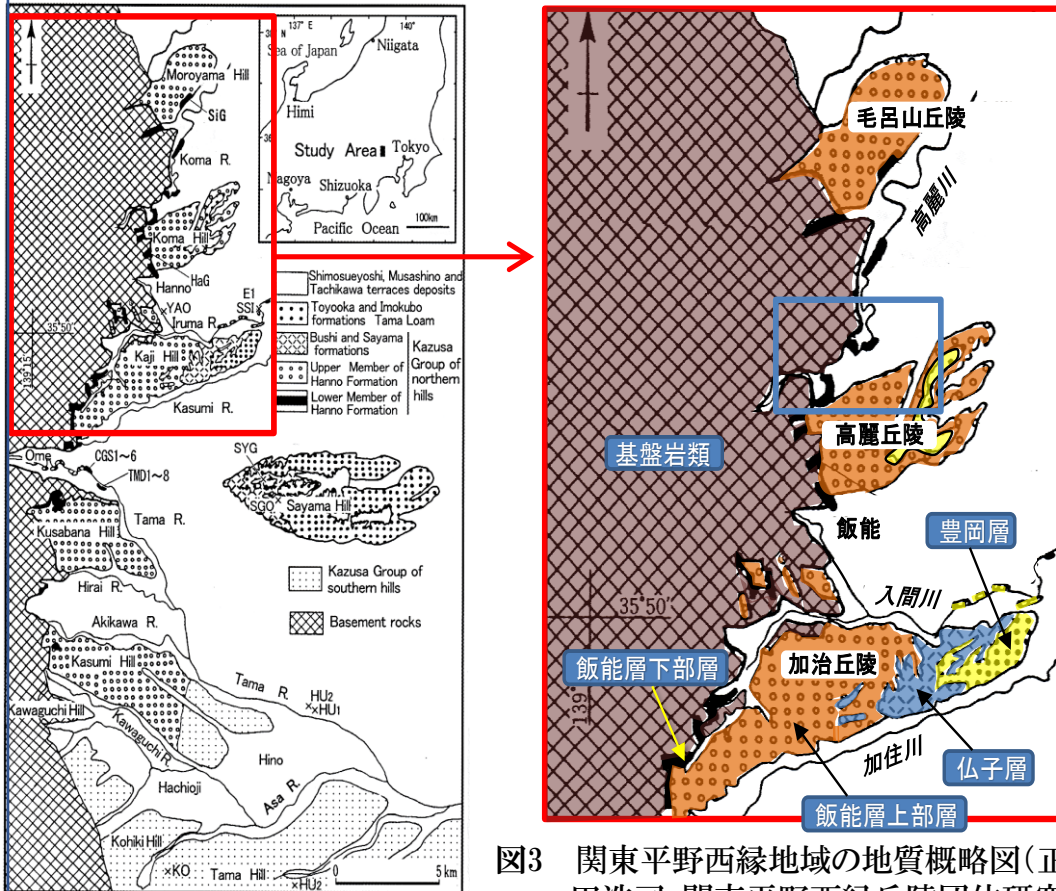 137° E
140°
N
Sea of Japan
Niigata
Himi
Study Area
Tokyo
Nagoya
Shizuoka
100km
Pacific Ocean
Moroyama Hill
SiG
Koma R.
Koma Hill
HaG
Hanno
YAO
E1
SSI
Iruma R.
35°50'
139°15'
Kaji Hill
Kasumi R.
Shimosueyoshi, Musashino and
Tachikawa terraces deposits
Toyooka and Imokubo
formations Tama Loam
Bushi and Sayama
formations
Upper Member of
Hanno Formation
Lower Member of
Hanno Formation
Kazusa
Group of
northern
hills
Ome
CGS1~6
TMD1~8
SYG
SGO
Sayama Hill
Tama R.
Kusabana Hill
Hirai R.
Kazusa Group of
southern hills
Basement rocks
Akikawa R.
Kasumi Hill
Tama R.
HU2
HU1
Kawaguchi Hill
Kawaguchi R.
Hino
Hachioji
Asa R.
Kohiki Hill
KO
Tama Hill
HU2
0
5 km
毛呂山丘陵
高麗川
高麗丘陵
基盤岩類
飯能
豊岡層
入間川
35°50'
139°
飯能層下部層
加治丘陵
加住川
仏子層
飯能層上部層
図3 関東平野西縁地域の地質概略図(正